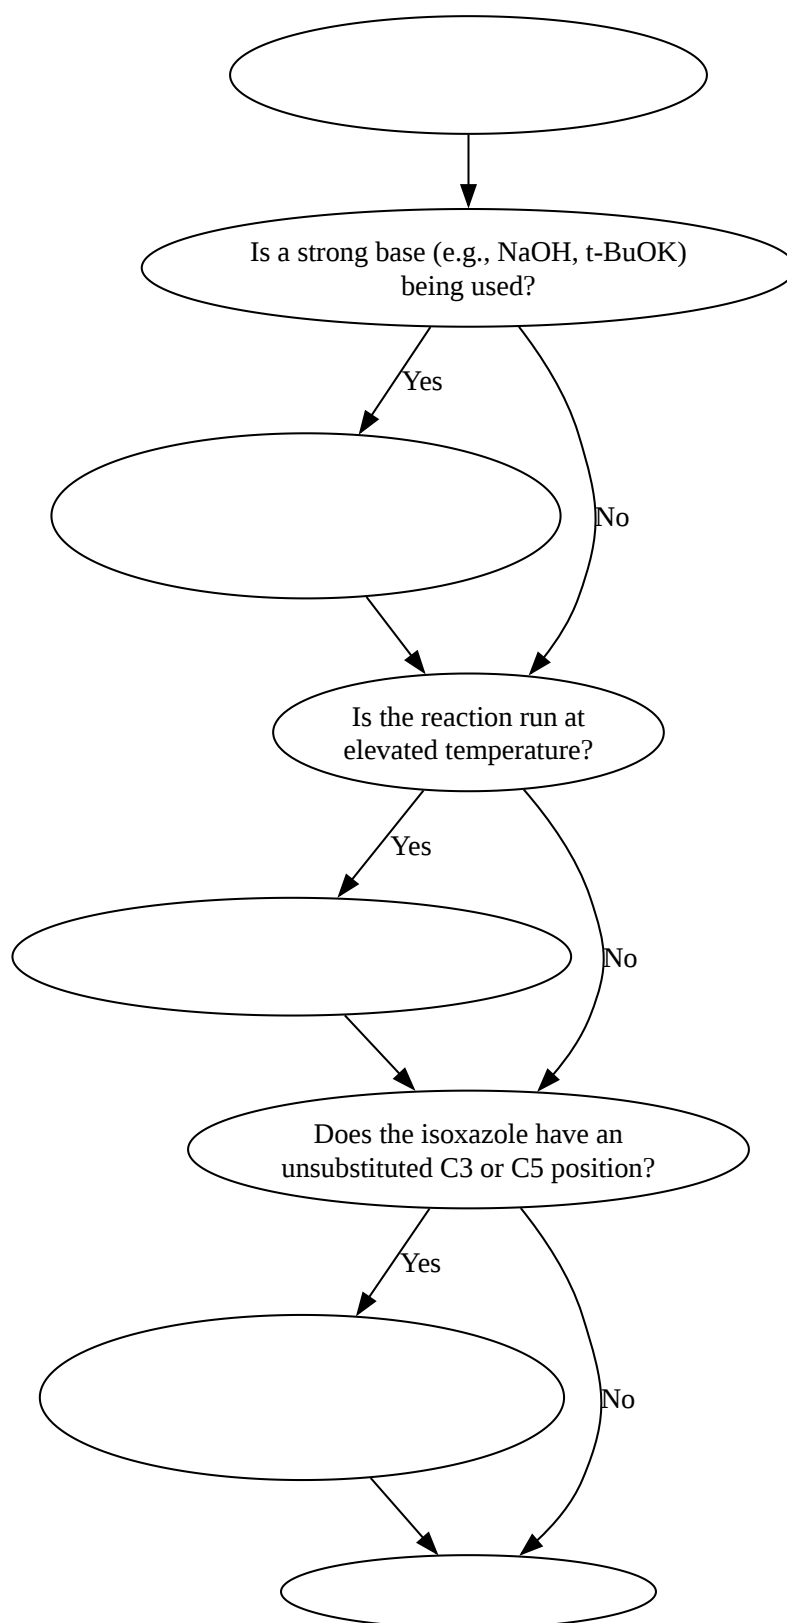 Is a strong base (e.g., NaOH, t-BuOK)
being used?
Yes
No
Is the reaction run at
elevated temperature?
Yes
No
Does the isoxazole have an
unsubstituted C3 or C5 position?
Yes
No